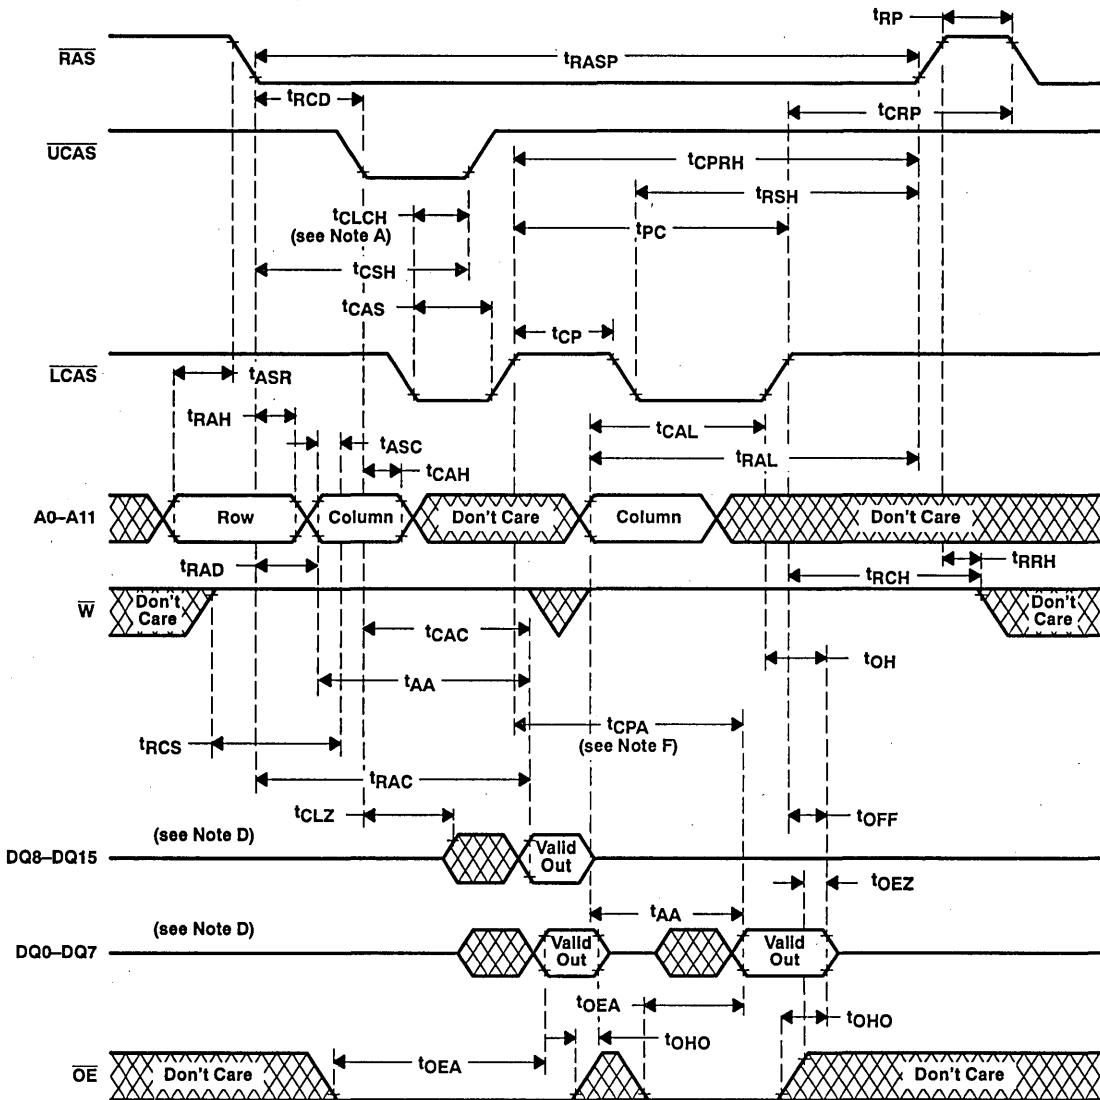 tRP
RAS
tRASP
tRCD
tCRP
UCAS
tCPRH
tRSH
tCLCH
(see Note A)
tPC
tCSH
tCAS
tCP
LCAS
tASR
tRAH
tCAL
tASC
tRAL
tCAH
A0–A11
Row
Column
Don't Care
Column
Don't Care
tRAD
tRRH
tRCH
W
Don't
Care
Don't
Care
tCAC
tOH
tAA
tCPA
(see Note F)
tRCS
tRAC
tCLZ
tOFF
(see Note D)
DQ8–DQ15
Valid
Out
tOEZ
tAA
(see Note D)
DQ0–DQ7
Valid
Out
Valid
Out
tOEA
tOHO
tOHO
tOEA
OE
Don't Care
Don't Care